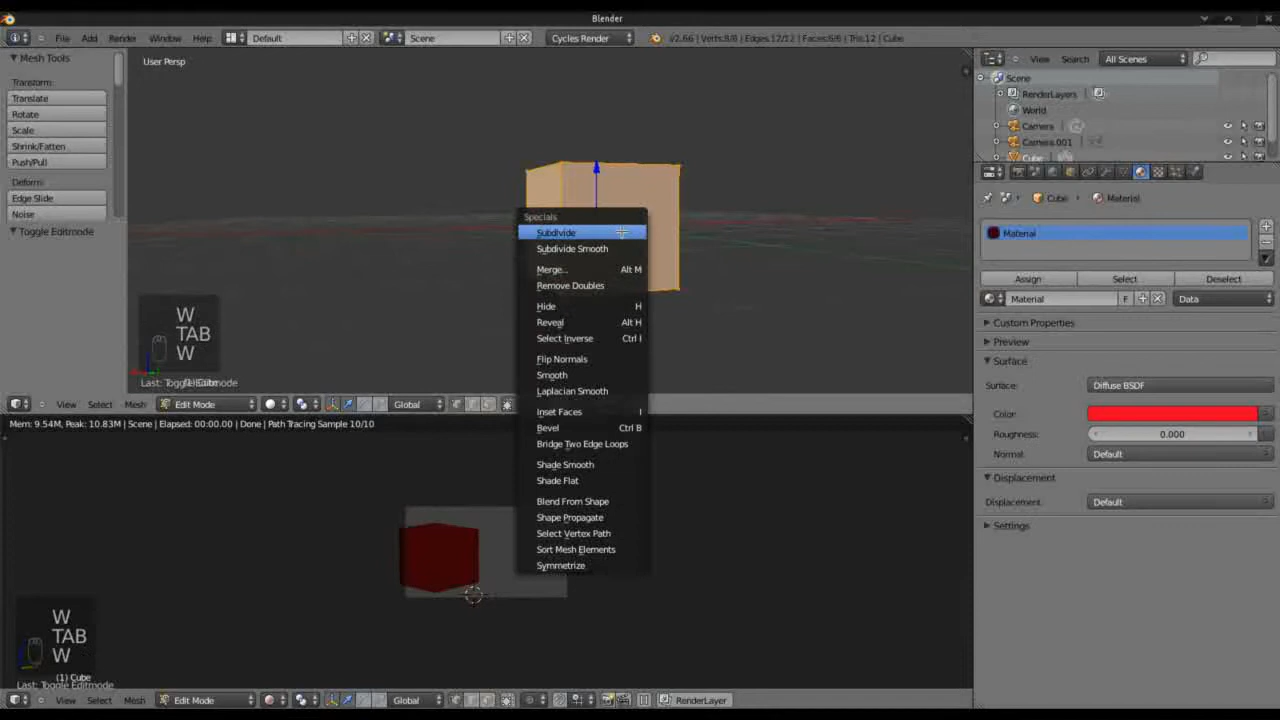 Blender
File Add Render Window Help Default Scene Cycles Render v2.66 | Verts:8/8 | Edges:12/12 | Faces:6/6 | Tris:12 | Cube
View Search All Scenes
Mesh Tools
Transform:
Translate
Rotate
Scale
Shrink/Fatten
Push/Pull
Deform:
Edge Slide
Noise
Toggle Editmode
User Persp
Specials
Subdivide
Subdivide Smooth
Merge... Alt M
Remove Doubles
Hide H
Reveal Alt H
Select Inverse Ctrl I
Flip Normals
Smooth
Laplacian Smooth
Inset Faces I
Bevel Ctrl B
Bridge Two Edge Loops
Shade Smooth
Shade Flat
Blend From Shape
Shape Propagate
Select Vertex Path
Sort Mesh Elements
Symmetrize
W
TAB
W
View Select Mesh Edit Mode Global
Mem: 9.54M, Peak: 10.83M | Scene | Elapsed: 00:00.00 | Done | Path Tracing Sample 10/10
W
TAB
W
(1) Cube
Last: Toggle Editmode
View Select Mesh Edit Mode Global RenderLayer
Scene
RenderLayers
World
Camera
Camera.001
Cube
Cube Material
Material
Assign Select Deselect
Material F Data
Custom Properties
Preview
Surface
Surface: Diffuse BSDF
Color:
Roughness: 0.000
Normal: Default
Displacement
Displacement: Default
Settings